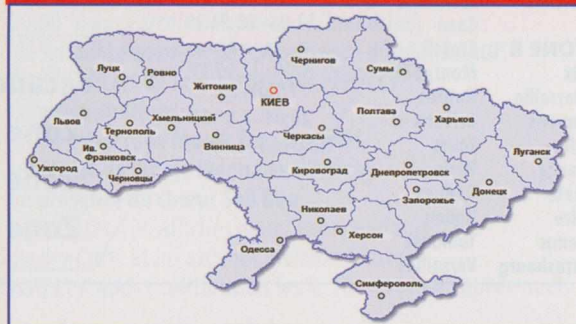 Чернигов
Луцк
Ровно
Сумы
Житомир
КИЕВ
Львов
Хмельницкий
Полтава
Харьков
Тернополь
Ив.
Франковск
Винница
Черкассы
Ужгород
Черновцы
Кировоград
Днепропетровск
Луганск
Запорожье
Донецк
Николаев
Одесса
Херсон
Симферополь